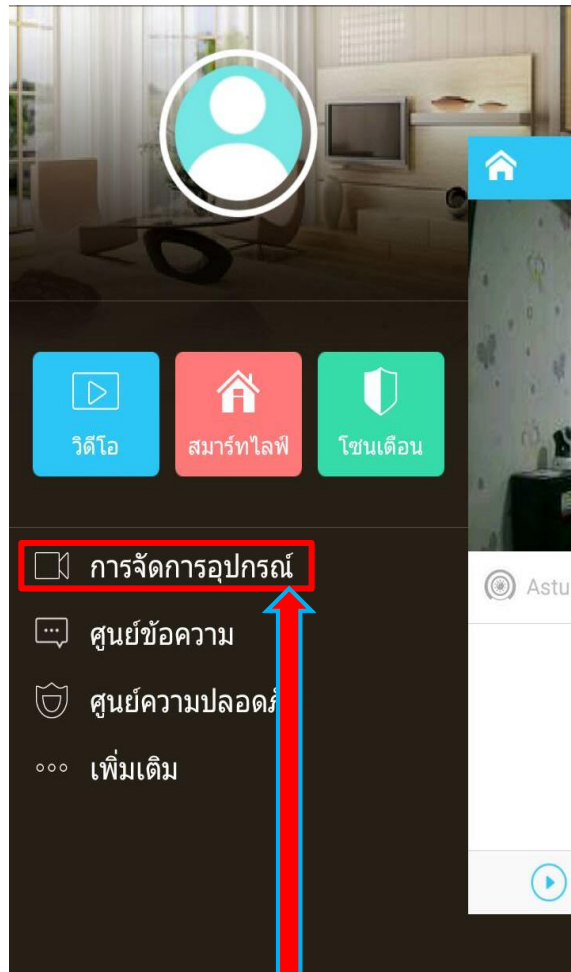 วิดีโอ
สมาร์ทไลฟ์
โซนเตือน
การจัดการอุปกรณ์
ศูนย์ข้อความ
ศูนย์ความปลอดภั
เพิ่มเติม
Astu